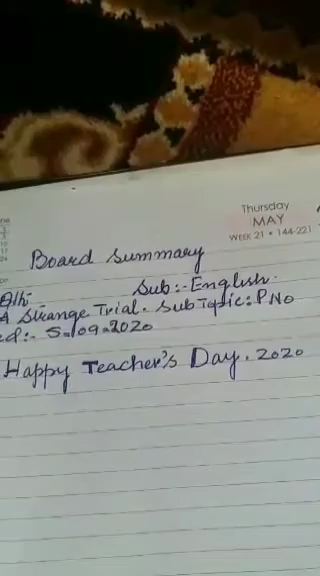 Thursday
MAY
WEEK 21 • 144-221
Board Summary
8th Sub:- English.
A Strange Trial. Sub Topic: P.No
ed:- 5.09.2020
Happy Teacher's Day. 2020